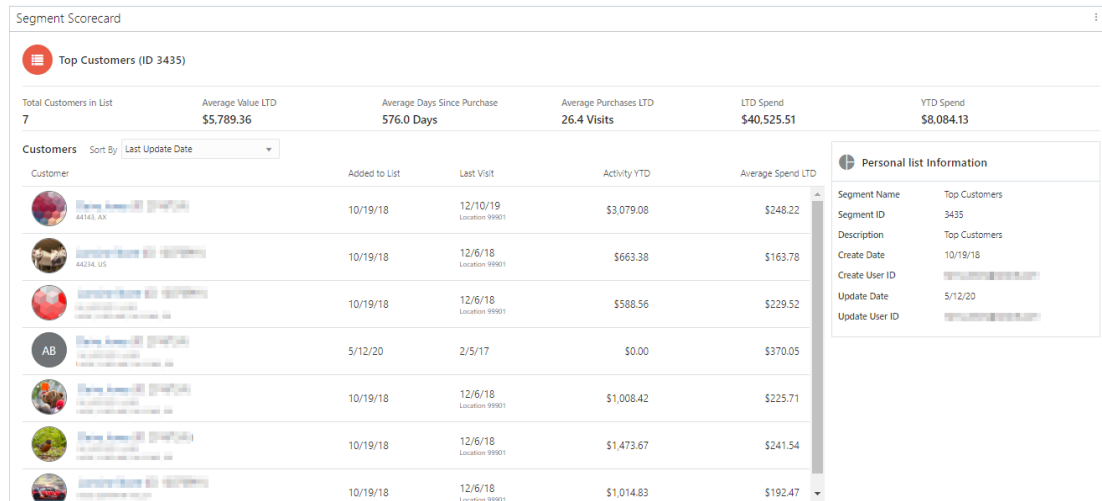 Segment Scorecard
Top Customers (ID 3435)
Total Customers in List Average Value LTD Average Days Since Purchase Average Purchases LTD LTD Spend YTD Spend
7 $5,789.36 576.0 Days 26.4 Visits $40,525.51 $8,084.13
Customers Sort By Last Update Date
Customer Added to List Last Visit Activity YTD Average Spend LTD
10/19/18 12/10/19 $3,079.08 $248.22
44143, AX Location 99901
10/19/18 12/6/18 $663.38 $163.78
44234, US Location 99901
10/19/18 12/6/18 $588.56 $229.52
Location 99901
AB 5/12/20 2/5/17 $0.00 $370.05
10/19/18 12/6/18 $1,008.42 $225.71
Location 99901
10/19/18 12/6/18 $1,473.67 $241.54
Location 99901
10/19/18 12/6/18 $1,014.83 $192.47
Location 99901
Personal list Information
Segment Name Top Customers
Segment ID 3435
Description Top Customers
Create Date 10/19/18
Create User ID
Update Date 5/12/20
Update User ID